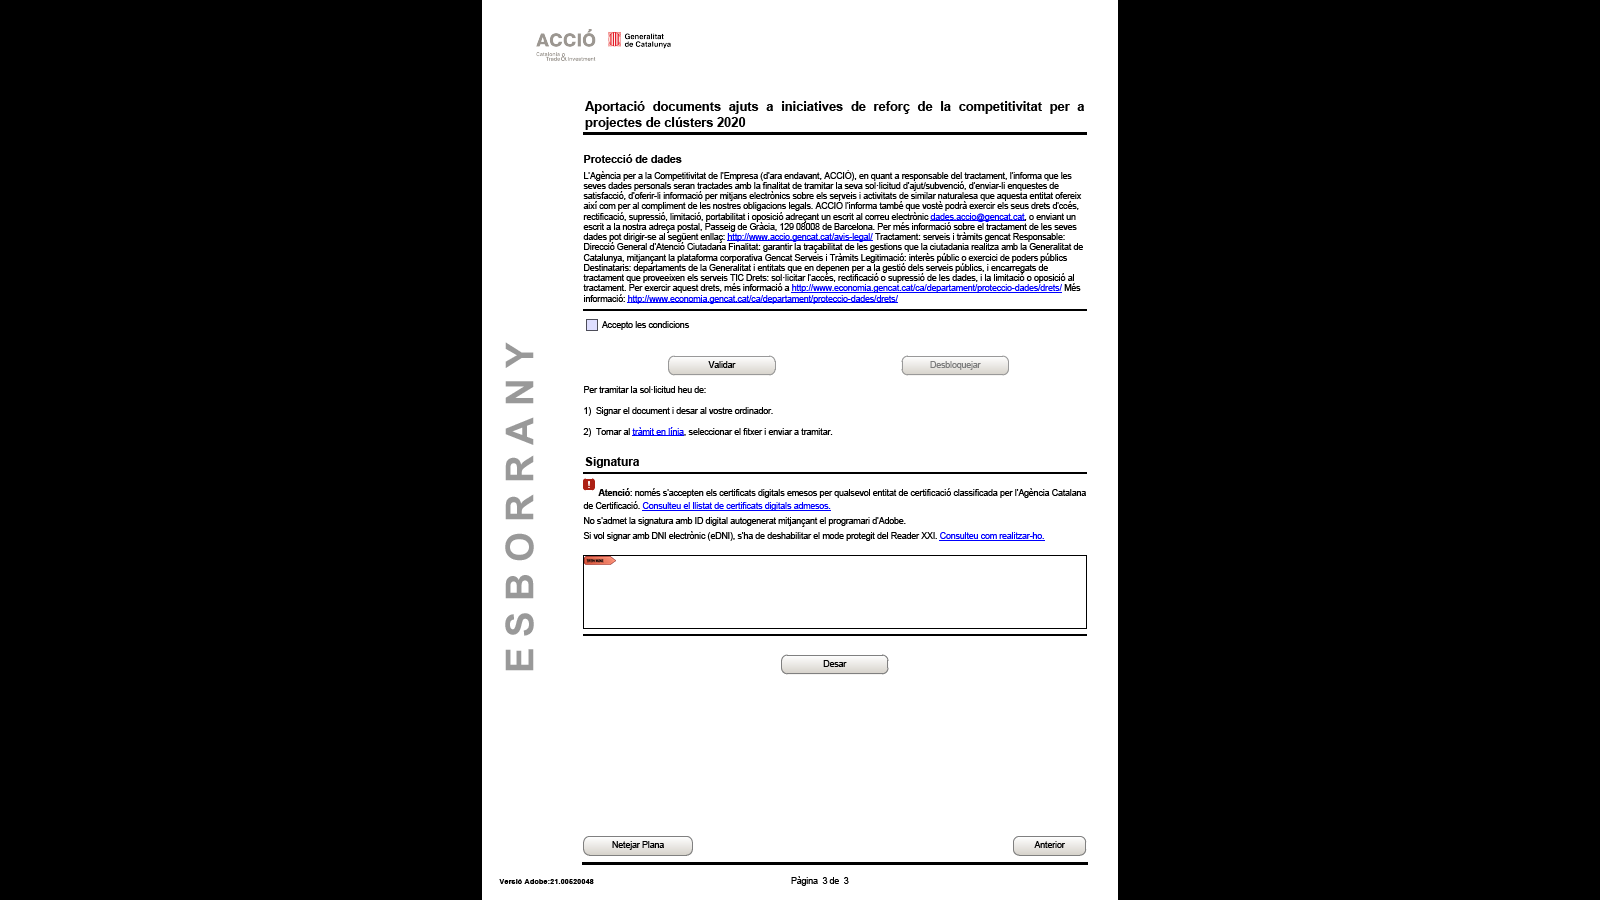 ACCIÓ
Catalonia
Trade & Investment
Generalitat
de Catalunya
Aportació documents ajuts a iniciatives de reforç de la competitivitat per a
projectes de clústers 2020
Protecció de dades
L'Agència per a la Competitivitat de l'Empresa (d'ara endavant, ACCIÓ), en quant a responsable del tractament, l'informa que les
seves dades personals seran tractades amb la finalitat de tramitar la seva sol·licitud d'ajut/subvenció, d'enviar-li enquestes de
satisfacció, d'oferir-li informació per mitjans electrònics sobre els serveis i activitats de similar naturalesa que aquesta entitat ofereix
així com per al compliment de les nostres obligacions legals. ACCIÓ l'informa també que vostè podrà exercir els seus drets d'accés,
rectificació, supressió, limitació, portabilitat i oposició adreçant un escrit al correu electrònic dades.accio@gencat.cat, o enviant un
escrit a la nostra adreça postal, Passeig de Gràcia, 129 08008 de Barcelona. Per més informació sobre el tractament de les seves
dades pot dirigir-se al següent enllaç: http://www.accio.gencat.cat/avis-legal/ Tractament: serveis i tràmits gencat Responsable:
Direcció General d'Atenció Ciutadana Finalitat: garantir la traçabilitat de les gestions que la ciutadania realitza amb la Generalitat de
Catalunya, mitjançant la plataforma corporativa Gencat Serveis i Tràmits Legitimació: interès públic o exercici de poders públics
Destinataris: departaments de la Generalitat i entitats que en depenen per a la gestió dels serveis públics, i encarregats de
tractament que proveeixen els serveis TIC Drets: sol·licitar l'accès, rectificació o supressió de les dades, i la limitació o oposició al
tractament. Per exercir aquest drets, més informació a http://www.economia.gencat.cat/ca/departament/proteccio-dades/drets/ Més
informació: http://www.economia.gencat.cat/ca/departament/proteccio-dades/drets/
Accepto les condicions
Validar
Desbloquejar
Per tramitar la sol·licitud heu de:
1) Signar el document i desar al vostre ordinador.
2) Tornar al tràmit en línia, seleccionar el fitxer i enviar a tramitar.
Signatura
Atenció: només s'accepten els certificats digitals emesos per qualsevol entitat de certificació classificada per l'Agència Catalana
de Certificació. Consulteu el llistat de certificats digitals admesos.
No s'admet la signatura amb ID digital autogenerat mitjançant el programari d'Adobe.
Si vol signar amb DNI electrònic (eDNI), s'ha de deshabilitar el mode protegit del Reader XXI. Consulteu com realitzar-ho.
Desar
ESBORRANY
Netejar Plana
Anterior
Versió Adobe:21.00520048
Pàgina 3 de 3